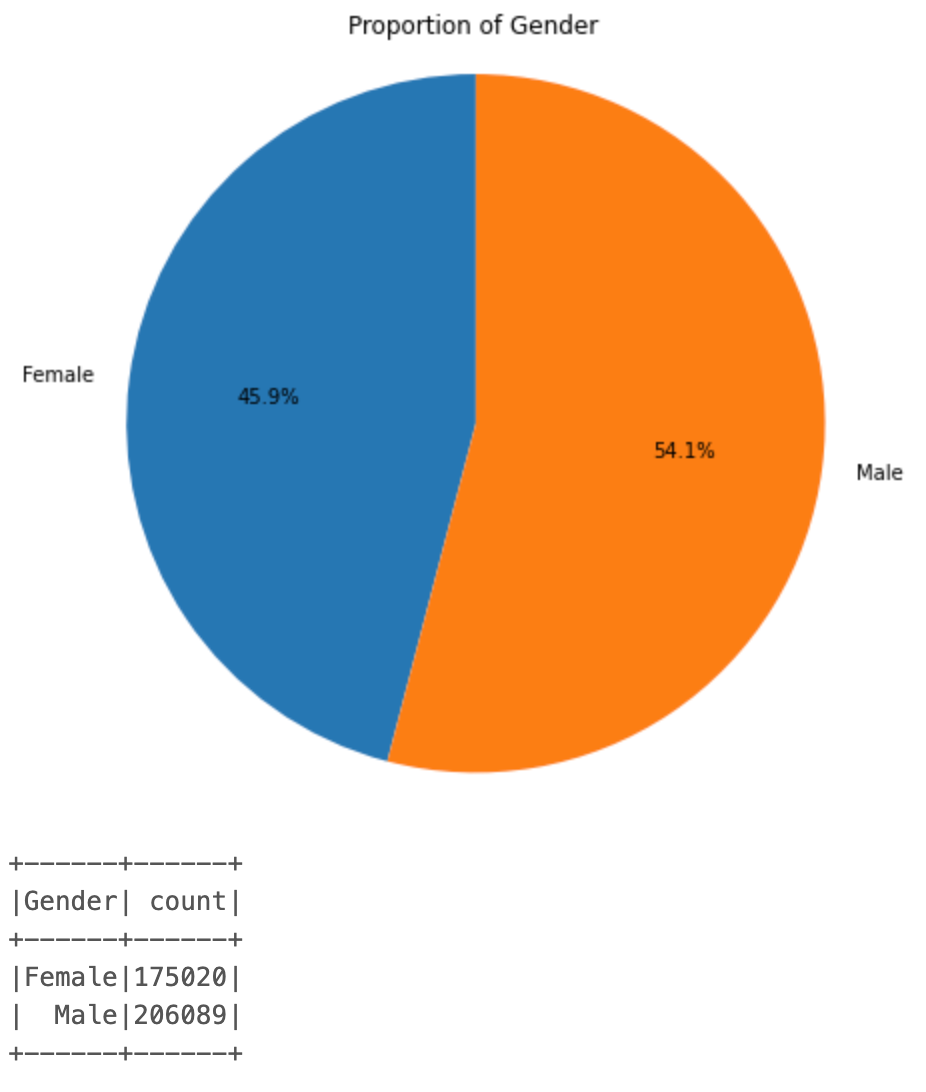 Proportion of Gender
Female
45.9%
54.1%
Male
+------+------+
|Gender| count|
+------+------+
|Female|175020|
|  Male|206089|
+------+------+